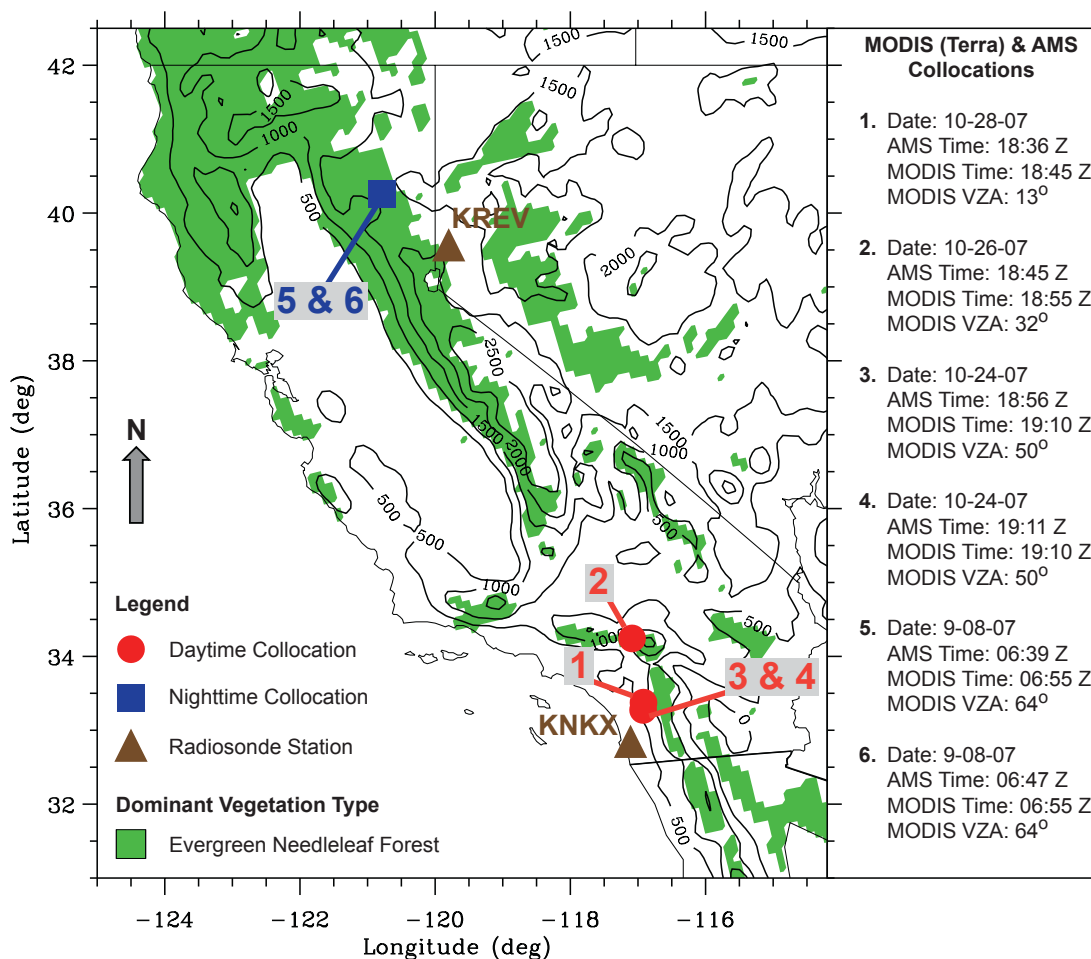 1500
1500
1500
1500
1000
500
KREV
2000
5 & 6
2500
1500
2000
1500
1000
500
500
500
1000
2
500
1000
1
3 & 4
0
KNKX
500
42
40
38
36
34
32
Latitude (deg)
−124
−122
−120
−118
−116
Longitude (deg)
N
Legend
Daytime Collocation
Nighttime Collocation
Radiosonde Station
Dominant Vegetation Type
Evergreen Needleleaf Forest
MODIS (Terra) & AMS
Collocations
1. Date: 10-28-07
AMS Time: 18:36 Z
MODIS Time: 18:45 Z
MODIS VZA: 13°
2. Date: 10-26-07
AMS Time: 18:45 Z
MODIS Time: 18:55 Z
MODIS VZA: 32°
3. Date: 10-24-07
AMS Time: 18:56 Z
MODIS Time: 19:10 Z
MODIS VZA: 50°
4. Date: 10-24-07
AMS Time: 19:11 Z
MODIS Time: 19:10 Z
MODIS VZA: 50°
5. Date: 9-08-07
AMS Time: 06:39 Z
MODIS Time: 06:55 Z
MODIS VZA: 64°
6. Date: 9-08-07
AMS Time: 06:47 Z
MODIS Time: 06:55 Z
MODIS VZA: 64°